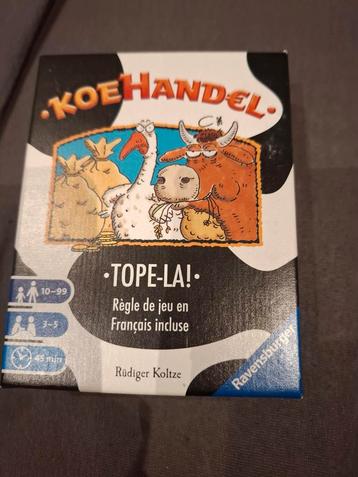 ·KOEHANDEL·
·TOPE-LA!·
Règle de jeu en
Français incluse
10–99
3–5
45 min
Rüdiger Koltze
Ravensburger